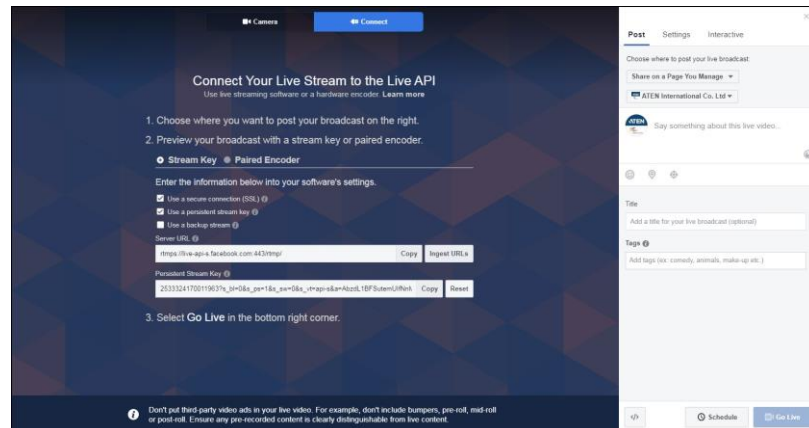 Camera
Connect
Connect Your Live Stream to the Live API
Use live streaming software or a hardware encoder. Learn more
1. Choose where you want to post your broadcast on the right.
2. Preview your broadcast with a stream key or paired encoder.
Stream Key
Paired Encoder
Enter the information below into your software's settings.
Use a secure connection (SSL)
Use a persistent stream key
Use a backup stream
Server URL
rtmps://live-api-s.facebook.com:443/rtmp/
Copy
Ingest URLs
Persistent Stream Key
Copy
Reset
3. Select Go Live in the bottom right corner.
Don't put third-party video ads in your live video. For example, don't include bumpers, pre-roll, mid-roll
or post-roll. Ensure any pre-recorded content is clearly distinguishable from live content.
Post
Settings
Interactive
Choose where to post your live broadcast.
Share on a Page You Manage
ATEN International Co. Ltd
ATEN
Say something about this live video...
Title
Add a title for your live broadcast (optional)
Tags
Add tags (ex: comedy, animals, make-up etc.)
</>
Schedule
Go Live